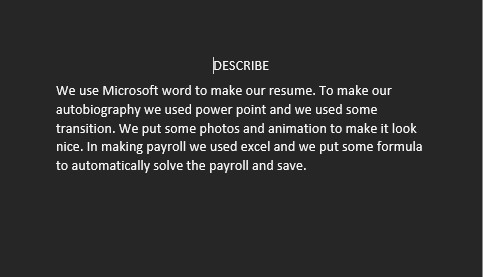 DESCRIBE
We use Microsoft word to make our resume. To make our
autobiography we used power point and we used some
transition. We put some photos and animation to make it look
nice. In making payroll we used excel and we put some formula
to automatically solve the payroll and save.